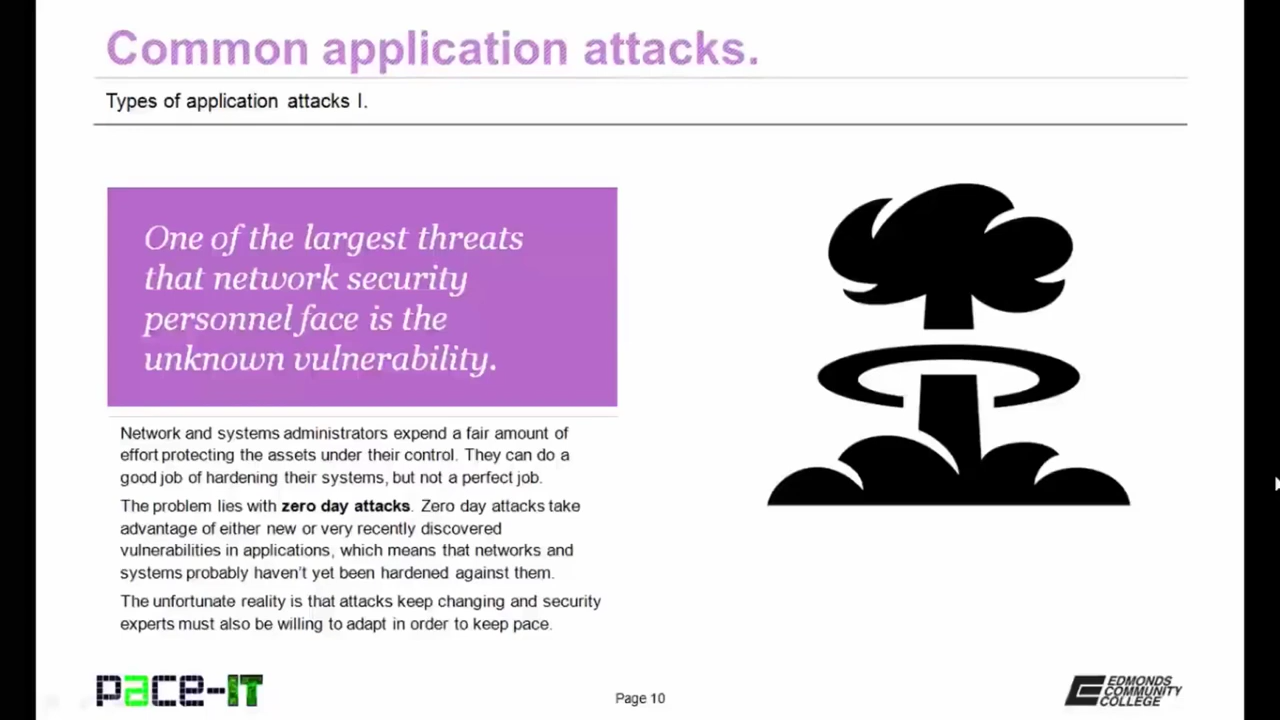 Common application attacks.
Types of application attacks I.
One of the largest threats
that network security
personnel face is the
unknown vulnerability.
Network and systems administrators expend a fair amount of
effort protecting the assets under their control. They can do a
good job of hardening their systems, but not a perfect job.
The problem lies with zero day attacks. Zero day attacks take
advantage of either new or very recently discovered
vulnerabilities in applications, which means that networks and
systems probably haven't yet been hardened against them.
The unfortunate reality is that attacks keep changing and security
experts must also be willing to adapt in order to keep pace.
pace-IT
Page 10
EDMONDS
COMMUNITY
COLLEGE